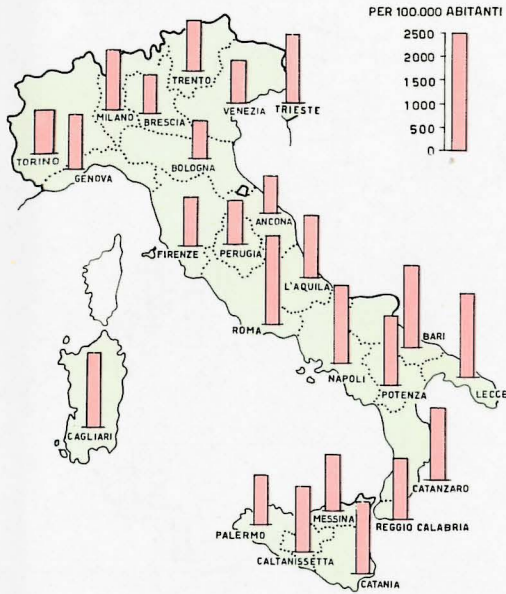 PER 100.000 ABITANTI
2500
2000
1500
1000
500
0
TRENTO
MILANO
BRESCIA
VENEZIA
TRIESTE
TORINO
GENOVA
BOLOGNA
ANCONA
FIRENZE
PERUGIA
L'AQUILA
ROMA
BARI
NAPOLI
POTENZA
LECCE
CAGLIARI
CATANZARO
MESSINA
REGGIO CALABRIA
PALERMO
CALTANISSETTA
CATANIA